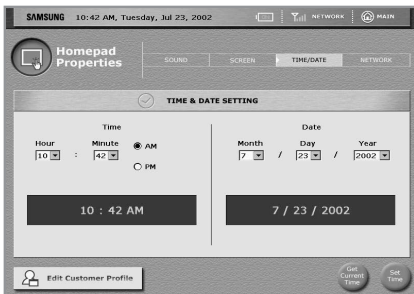 SAMSUNG 10:42 AM, Tuesday, Jul 23, 2002 NETWORK MAIN
Homepad
Properties
SOUND SCREEN TIME/DATE NETWORK
TIME & DATE SETTING
Time
Hour Minute
10 : 42
AM
PM
10 : 42 AM
Date
Month Day Year
7 / 23 / 2002
7 / 23 / 2002
Edit Customer Profile
Get
Current
Time
Set
Time